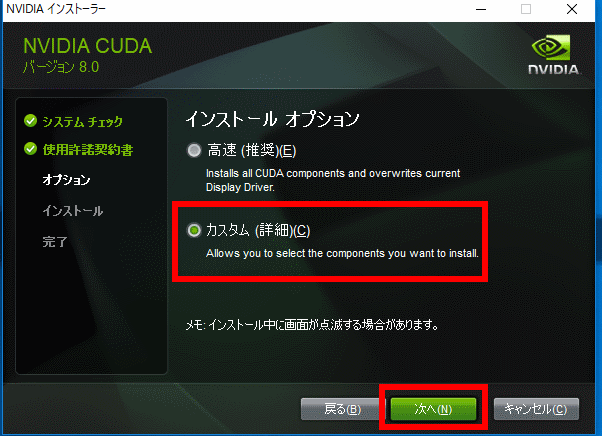 NVIDIA インストーラー
NVIDIA CUDA
バージョン 8.0
NVIDIA.
システム チェック
使用許諾契約書
オプション
インストール
完了
インストール オプション
高速 (推奨)(E)
Installs all CUDA components and overwrites current
Display Driver.
カスタム (詳細)(C)
Allows you to select the components you want to install.
メモ: インストール中に画面が点滅する場合があります。
戻る(B)
次へ(N)
キャンセル(C)